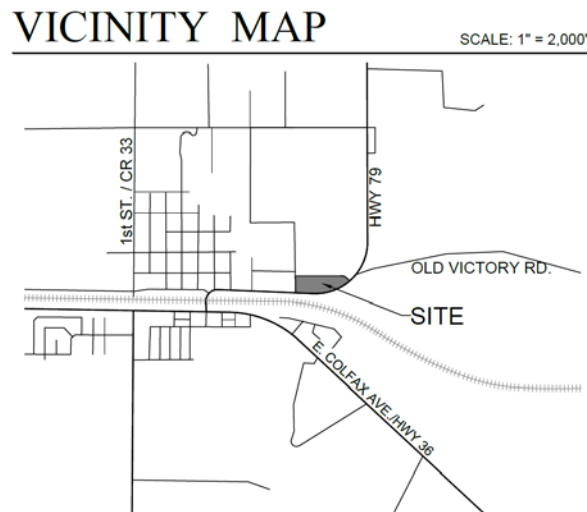 VICINITY MAP
SCALE: 1" = 2,000'
1st ST. / CR 33
HWY 79
OLD VICTORY RD.
SITE
E. COLFAX AVE./HWY 36